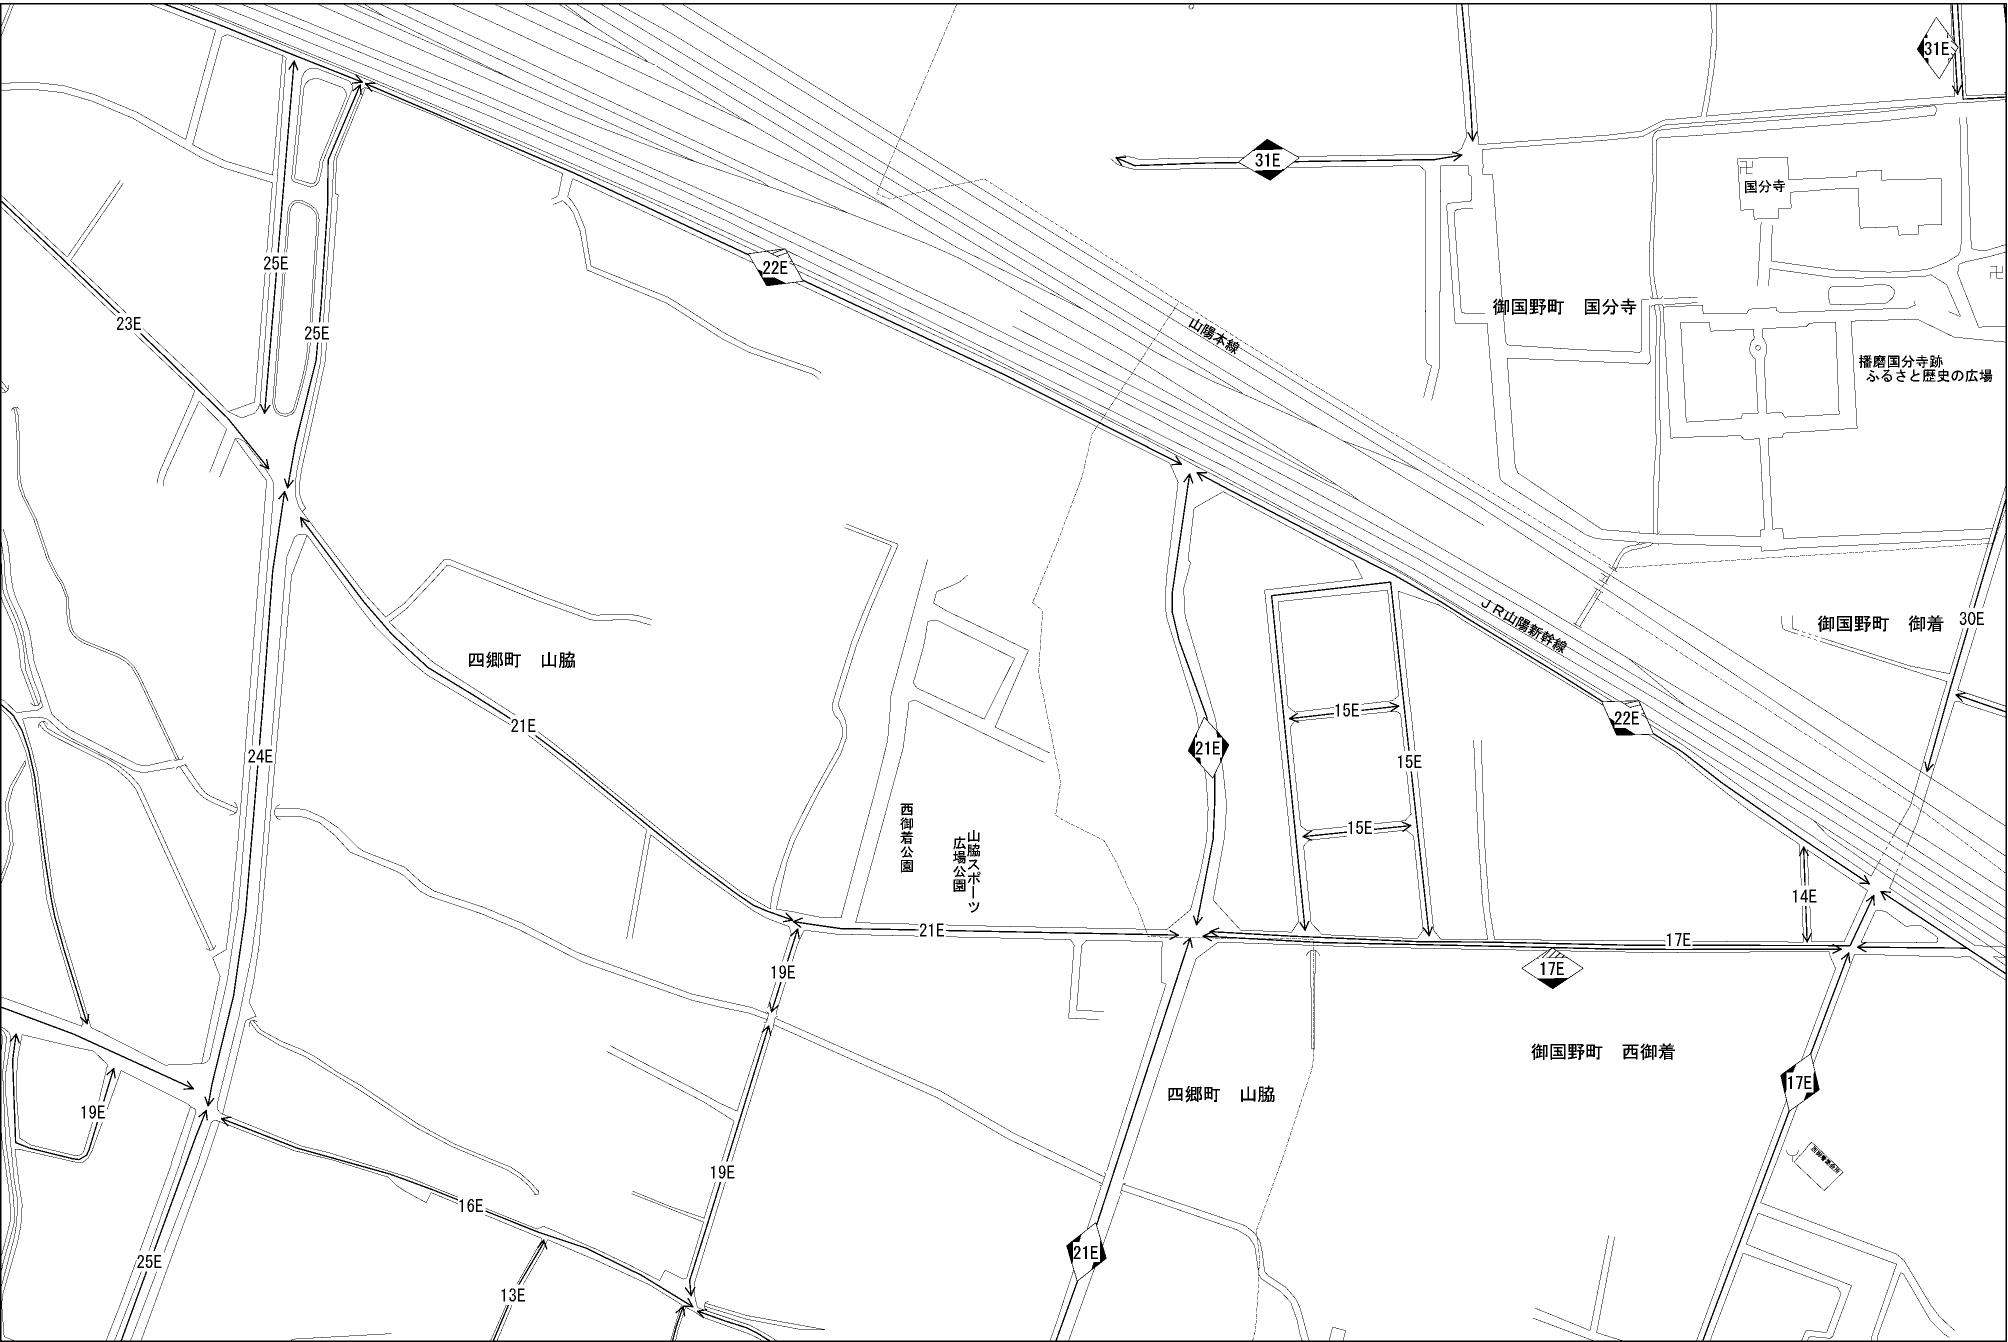 31E
31E
国分寺
25E
22E
23E
25E
御国野町　国分寺
山陽本線
播磨国分寺跡
ふるさと歴史の広場
ＪＲ山陽新幹線
御国野町　御着
30E
四郷町　山脇
15E
22E
21E
21E
24E
15E
15E
西御着公園
山脇スポーツ
広場公園
14E
21E
17E
19E
17E
御国野町　西御着
四郷町　山脇
17E
19E
19E
16E
21E
25E
13E